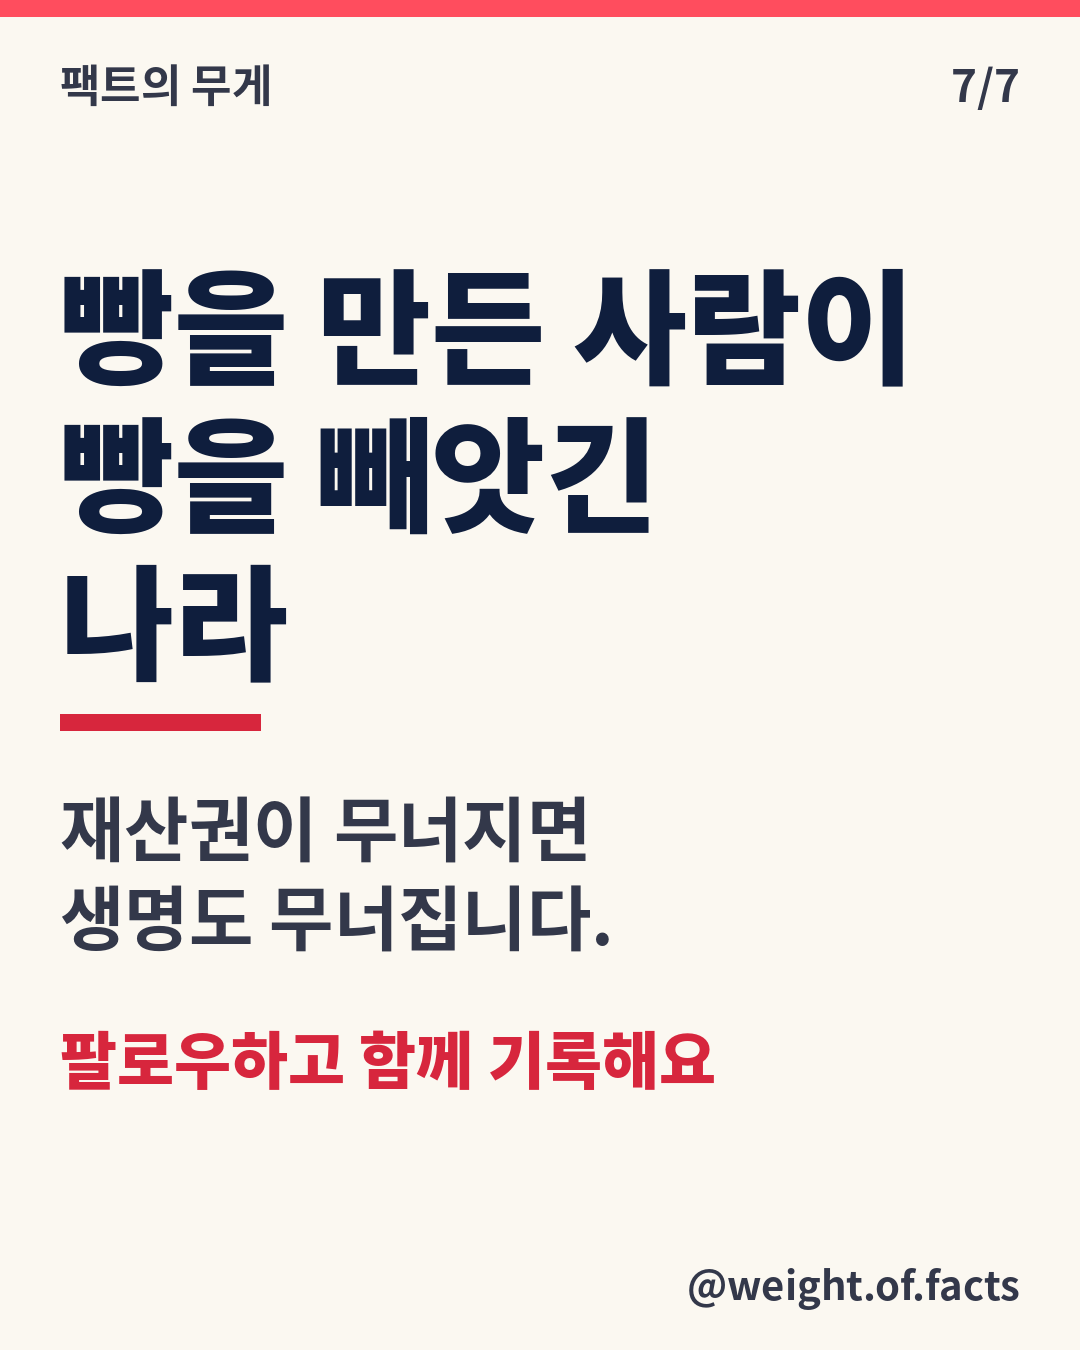 팩트의 무게
7/7
빵을 만든 사람이
빵을 빼앗긴
나라
재산권이 무너지면
생명도 무너집니다.
팔로우하고 함께 기록해요
@weight.of.facts